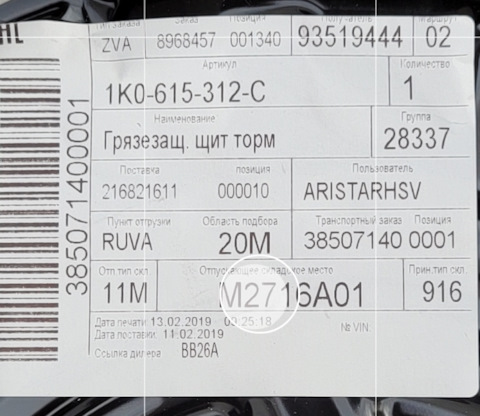 Тип заказа Заказ Позиция Получатель Маршрут
ZVA 8968457 001340 93519444 02
Артикул Количество
1K0-615-312-C 1
Наименование Группа
Грязезащ. щит торм 28337
Поставка позиция Пользователь
216821611 000010 ARISTARHSV
Пункт отгрузки Область подбора Транспортный заказ Позиция
RUVA 20M 38507140 0001
Отп.тип скл. Отпускающее складское место Прин.тип скл.
11M M2716A01 916
Дата печати: 13.02.2019 09:25:18 № VIN.
Дата поставки: 11.02.2019
Ссылка дилера BB26A
385071400001